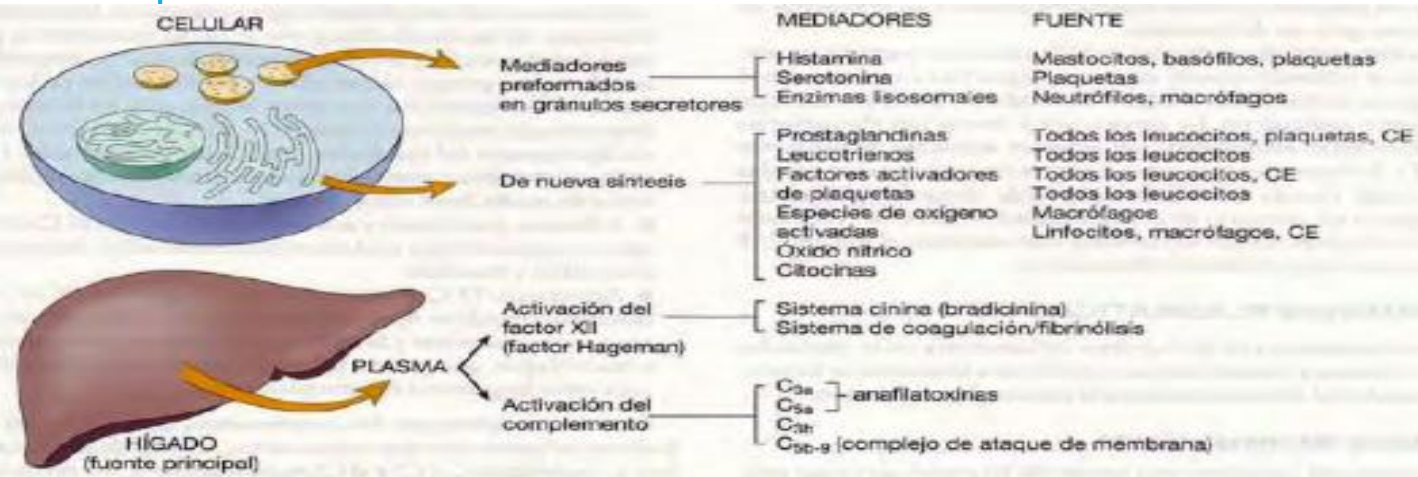 CELULAR
MEDIADORES FUENTE
Mediadores
preformados
en gránulos secretores
Histamina Mastocitos, basófilos, plaquetas
Serotonina Plaquetas
Enzimas lisosomales Neutrófilos, macrófagos
De nueva síntesis
Prostaglandinas Todos los leucocitos, plaquetas, CE
Leucotrienos Todos los leucocitos
Factores activadores Todos los leucocitos, CE
de plaquetas Todos los leucocitos
Especies de oxígeno Macrófagos
activadas Linfocitos, macrófagos, CE
Óxido nítrico
Citocinas
HÍGADO
(fuente principal)
PLASMA
Activación del
factor XII
(factor Hageman)
Sistema cinina (bradicinina)
Sistema de coagulación/fibrinólisis
Activación del
complemento
C3a
C5a
anafilatoxinas
C3b
C5b-9 (complejo de ataque de membrana)